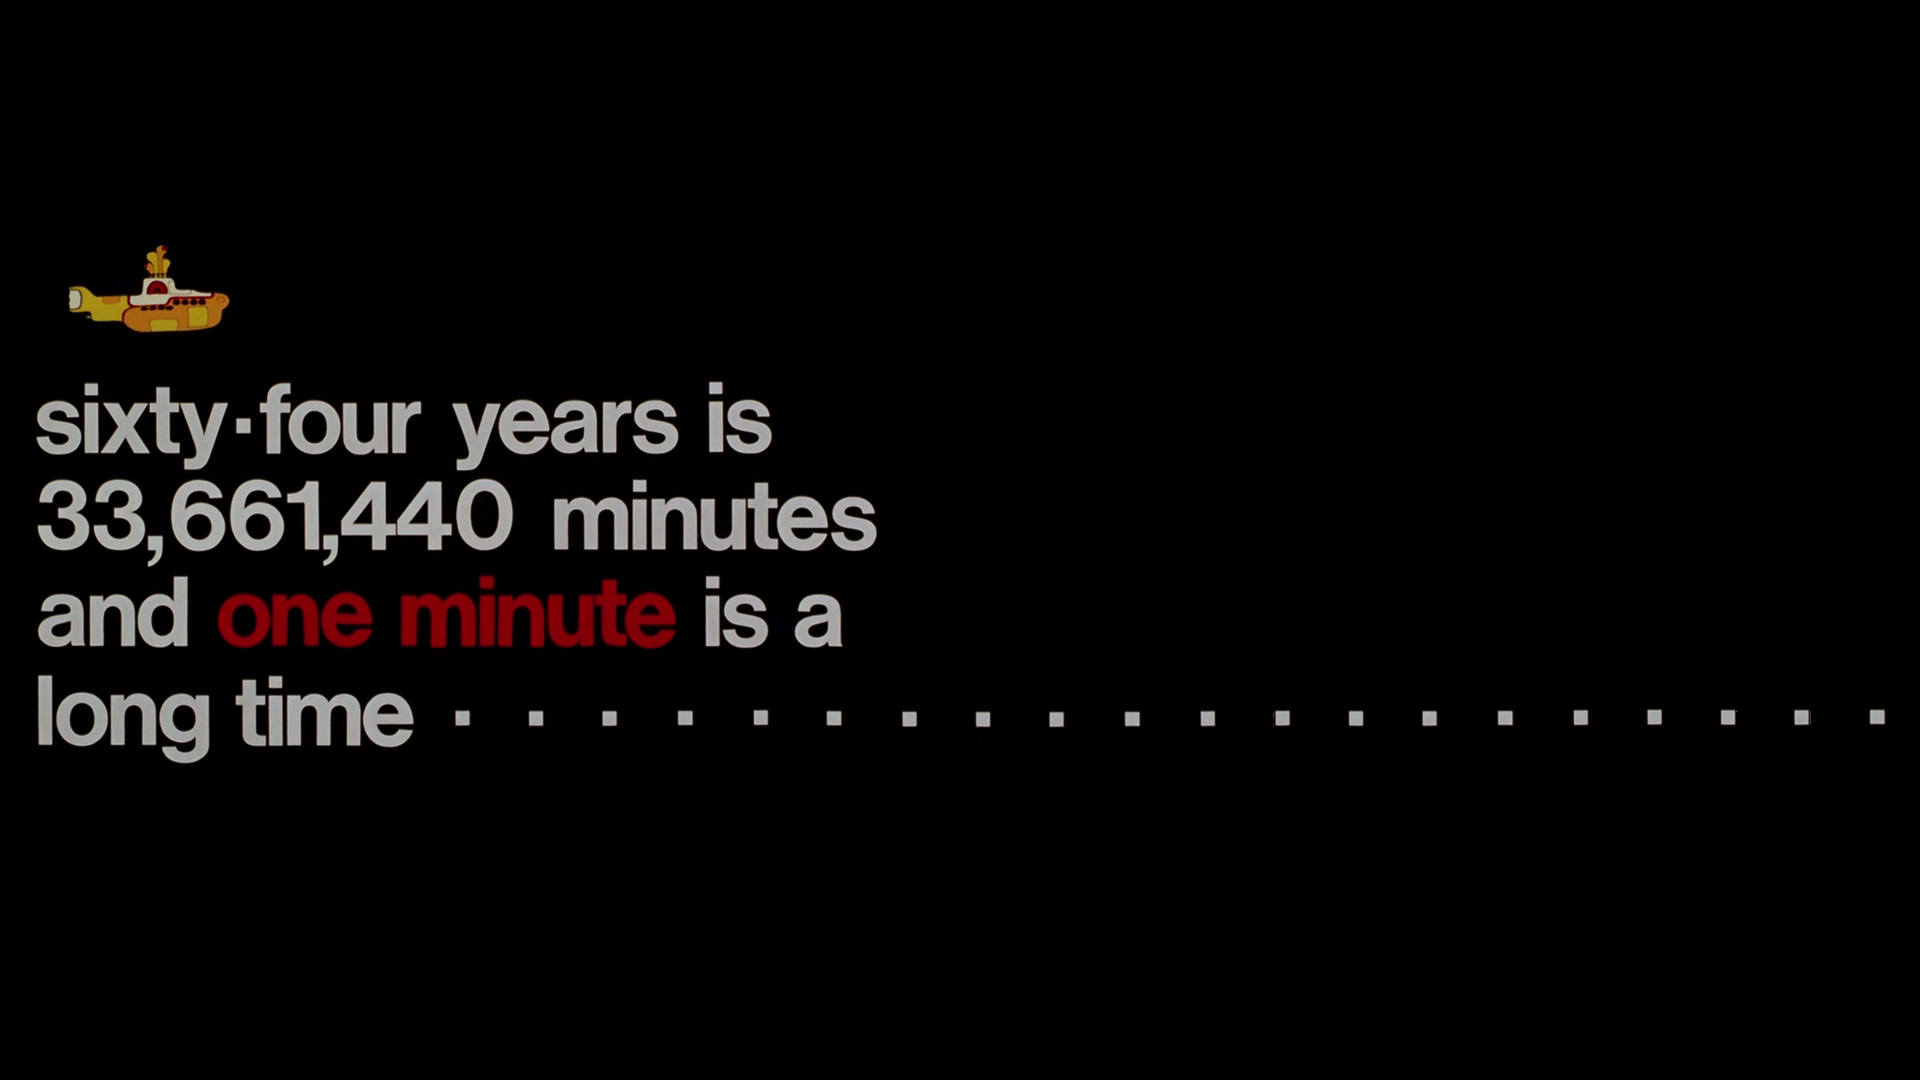 sixty·four years is
33,661,440 minutes
and one minute is a
long time . . . . . . . . . . . . . . . . . . . .